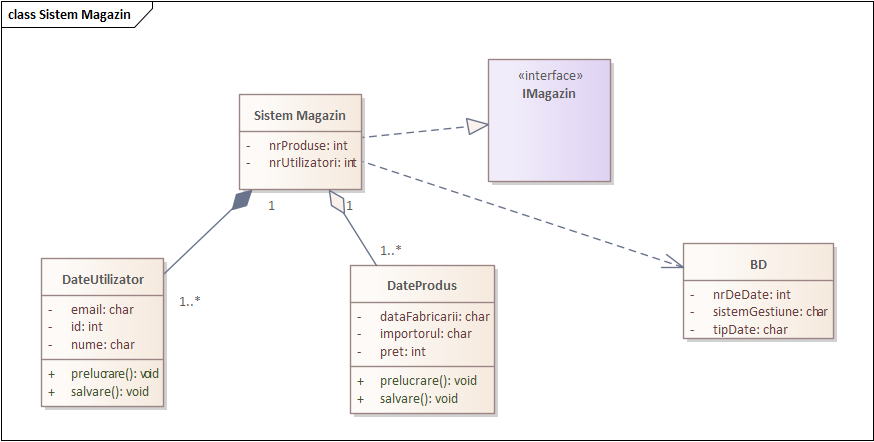 class Sistem Magazin
«interface»
IMagazin
Sistem Magazin
- nrProduse: int
- nrUtilizatori: int
1
1
1..*
1..*
DateUtilizator
- email: char
- id: int
- nume: char
+ prelucrare(): void
+ salvare(): void
DateProdus
- dataFabricarii: char
- importorul: char
- pret: int
+ prelucrare(): void
+ salvare(): void
BD
- nrDeDate: int
- sistemGestiune: char
- tipDate: char